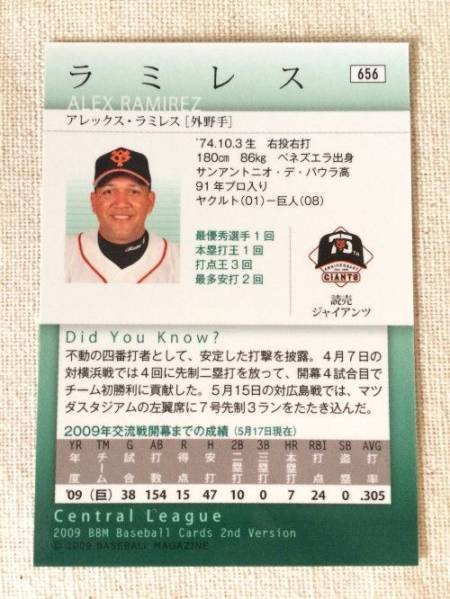 ラミレス 656
ALEX RAMIREZ
アレックス・ラミレス [外野手]
'74.10.3生 右投右打
180cm 86kg ベネズエラ出身
サンアントニオ・デ・パウラ高
91年プロ入り
ヤクルト(01)―巨人(08)
最優秀選手1回
本塁打王1回
打点王3回
最多安打2回
75TH
ANNIVERSARY
GIANTS
読売
ジャイアンツ
Did You Know?
不動の四番打者として、安定した打撃を披露。4月7日の
対横浜戦では4回に先制二塁打を放って、開幕4試合目で
チーム初勝利に貢献した。5月15日の対広島戦では、マツ
ダスタジアムの左翼席に7号先制3ランをたたき込んだ。
2009年交流戦開幕までの成績 (5月17日現在)
YR TM G AB R H 2B 3B HR RBI SB AVG
年度 チーム 試合 打数 得点 安打 二塁打 三塁打 本塁打 打点 盗塁 打率
'09 (巨) 38 154 15 47 10 0 7 24 0 .305
Central League
2009 BBM Baseball Cards 2nd Version
© 2009 BASEBALL MAGAZINE